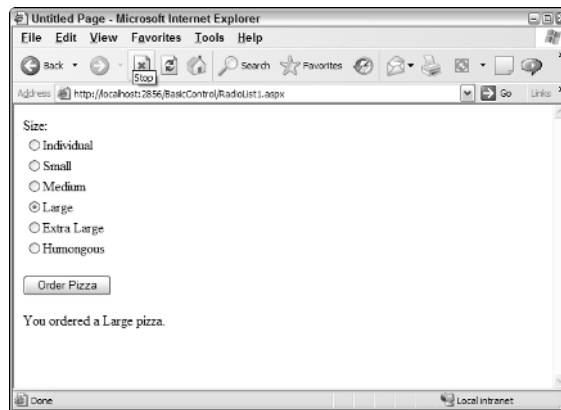 Untitled Page - Microsoft Internet Explorer
File Edit View Favorites Tools Help
Back Search Favorites
Stop
Address http://localhost:2856/BasicControl/RadioList1.aspx Go Links
Size:
Individual
Small
Medium
Large
Extra Large
Humongous
Order Pizza
You ordered a Large pizza.
Done Local intranet